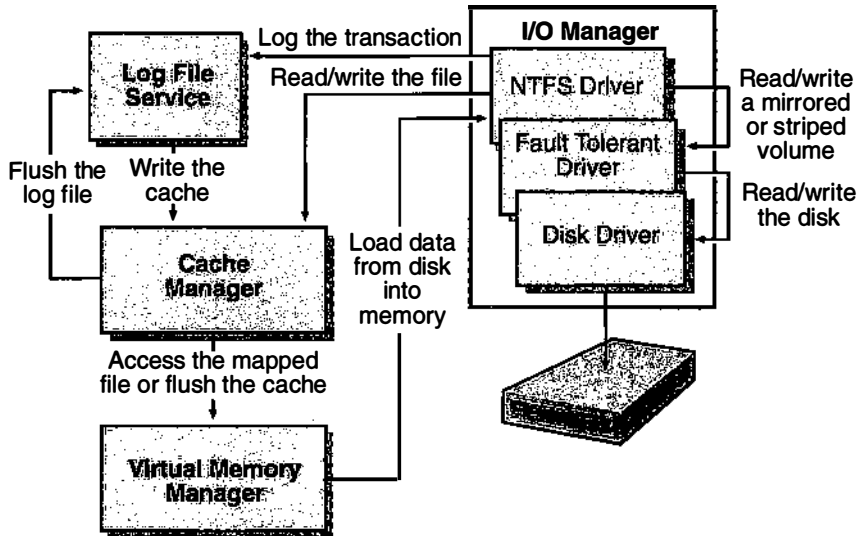 I/O Manager
Log the transaction
Log File
Service
NTFS Driver
Read/write the file
Read/write
a mirrored
or striped
volume
Fault Tolerant
Driver
Flush the
log file
Write the
cache
Read/write
the disk
Disk Driver
Load data
from disk
into
memory
Cache
Manager
Access the mapped
file or flush the cache
Virtual Memory
Manager